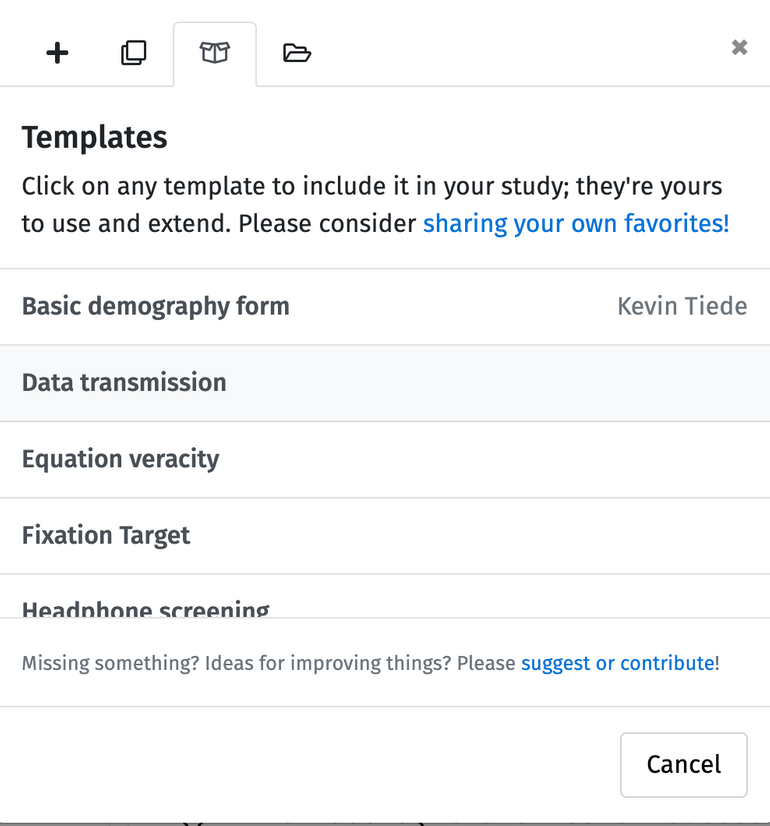 Templates
Click on any template to include it in your study; they're yours
to use and extend. Please consider sharing your own favorites!
Basic demography form Kevin Tiede
Data transmission
Equation veracity
Fixation Target
Headphone screening
Missing something? Ideas for improving things? Please suggest or contribute!
Cancel